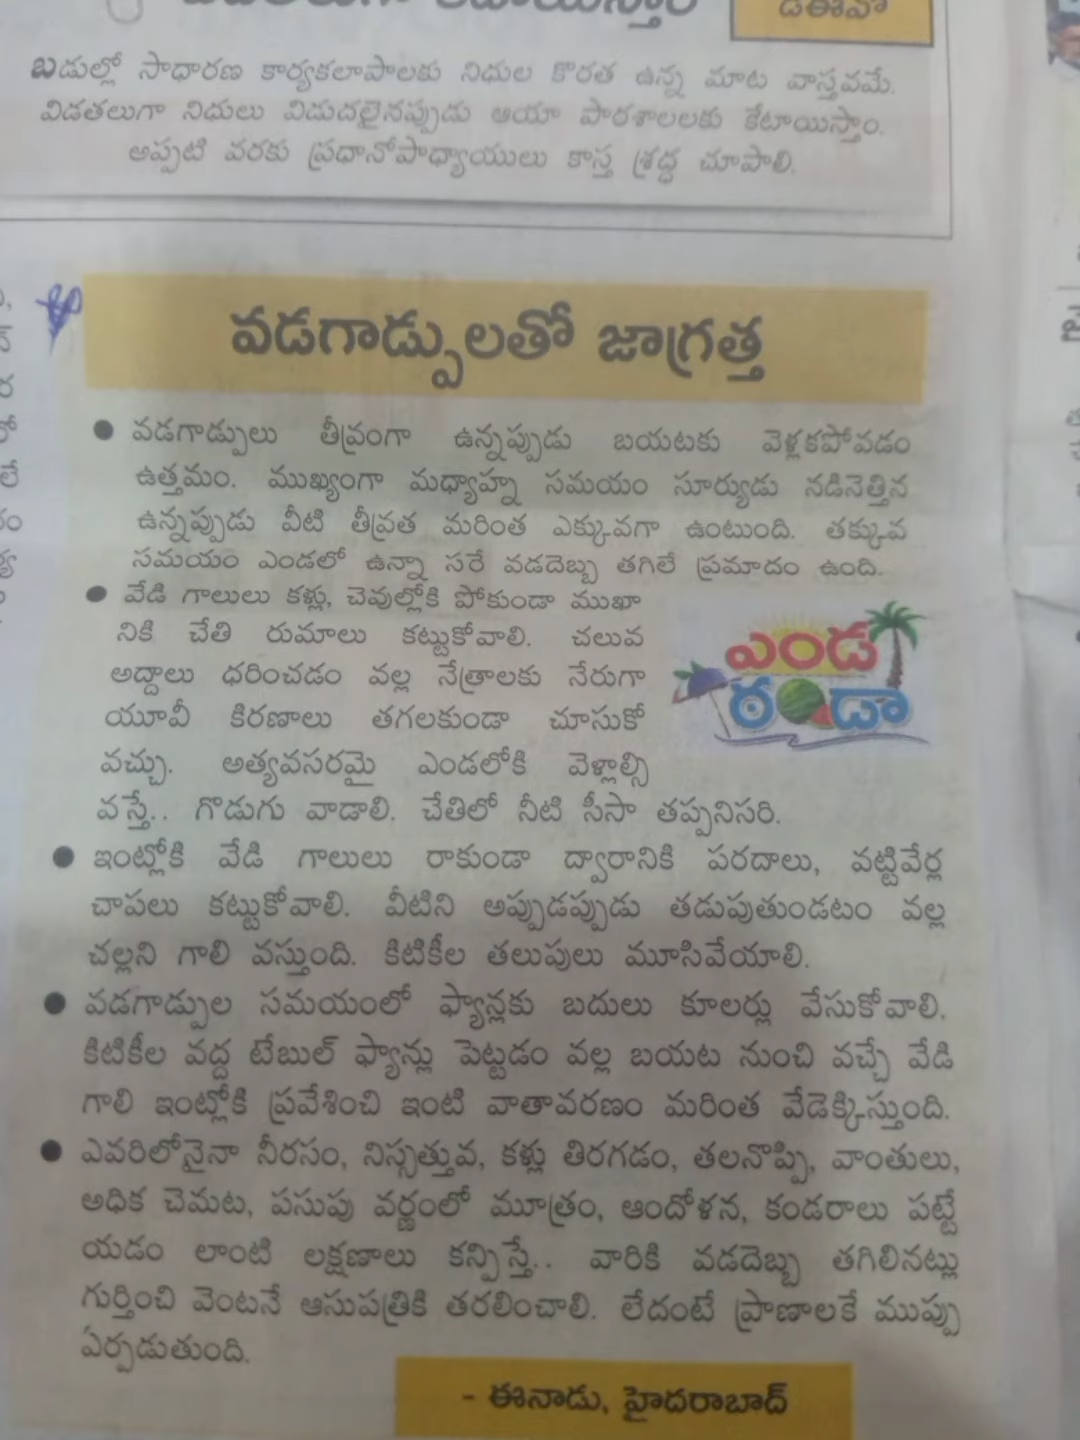 డీఈవో
బడుల్లో సాధారణ కార్యకలాపాలకు నిధుల కొరత ఉన్న మాట వాస్తవమే.
విడతలుగా నిధులు విడుదలైనప్పుడు ఆయా పాఠశాలలకు కేటాయిస్తాం.
అప్పటి వరకు ప్రధానోపాధ్యాయులు కాస్త శ్రద్ధ చూపాలి.
వడగాడ్పులతో జాగ్రత్త
• వడగాడ్పులు తీవ్రంగా ఉన్నప్పుడు బయటకు వెళ్లకపోవడం
ఉత్తమం. ముఖ్యంగా మధ్యాహ్న సమయం సూర్యుడు నడినెత్తిన
ఉన్నప్పుడు వీటి తీవ్రత మరింత ఎక్కువగా ఉంటుంది. తక్కువ
సమయం ఎండలో ఉన్నా సరే వడదెబ్బ తగిలే ప్రమాదం ఉంది.
• వేడి గాలులు కళ్లు, చెవుల్లోకి పోకుండా ముఖా
నికి చేతి రుమాలు కట్టుకోవాలి. చలువ
అద్దాలు ధరించడం వల్ల నేత్రాలకు నేరుగా
యూవీ కిరణాలు తగలకుండా చూసుకో
వచ్చు. అత్యవసరమై ఎండలోకి వెళ్లాల్సి
వస్తే.. గొడుగు వాడాలి. చేతిలో నీటి సీసా తప్పనిసరి.
ఎండ
ఠండా
• ఇంట్లోకి వేడి గాలులు రాకుండా ద్వారానికి పరదాలు, వట్టివేర్ల
చాపలు కట్టుకోవాలి. వీటిని అప్పుడప్పుడు తడుపుతుండటం వల్ల
చల్లని గాలి వస్తుంది. కిటికీల తలుపులు మూసివేయాలి.
• వడగాడ్పుల సమయంలో ఫ్యాన్లకు బదులు కూలర్లు వేసుకోవాలి.
కిటికీల వద్ద టేబుల్ ఫ్యాన్లు పెట్టడం వల్ల బయట నుంచి వచ్చే వేడి
గాలి ఇంట్లోకి ప్రవేశించి ఇంటి వాతావరణం మరింత వేడెక్కిస్తుంది.
• ఎవరిలోనైనా నీరసం, నిస్సత్తువ, కళ్లు తిరగడం, తలనొప్పి, వాంతులు,
అధిక చెమట, పసుపు వర్ణంలో మూత్రం, ఆందోళన, కండరాలు పట్టే
యడం లాంటి లక్షణాలు కన్పిస్తే.. వారికి వడదెబ్బ తగిలినట్లు
గుర్తించి వెంటనే ఆసుపత్రికి తరలించాలి. లేదంటే ప్రాణాలకే ముప్పు
ఏర్పడుతుంది.
- ఈనాడు, హైదరాబాద్